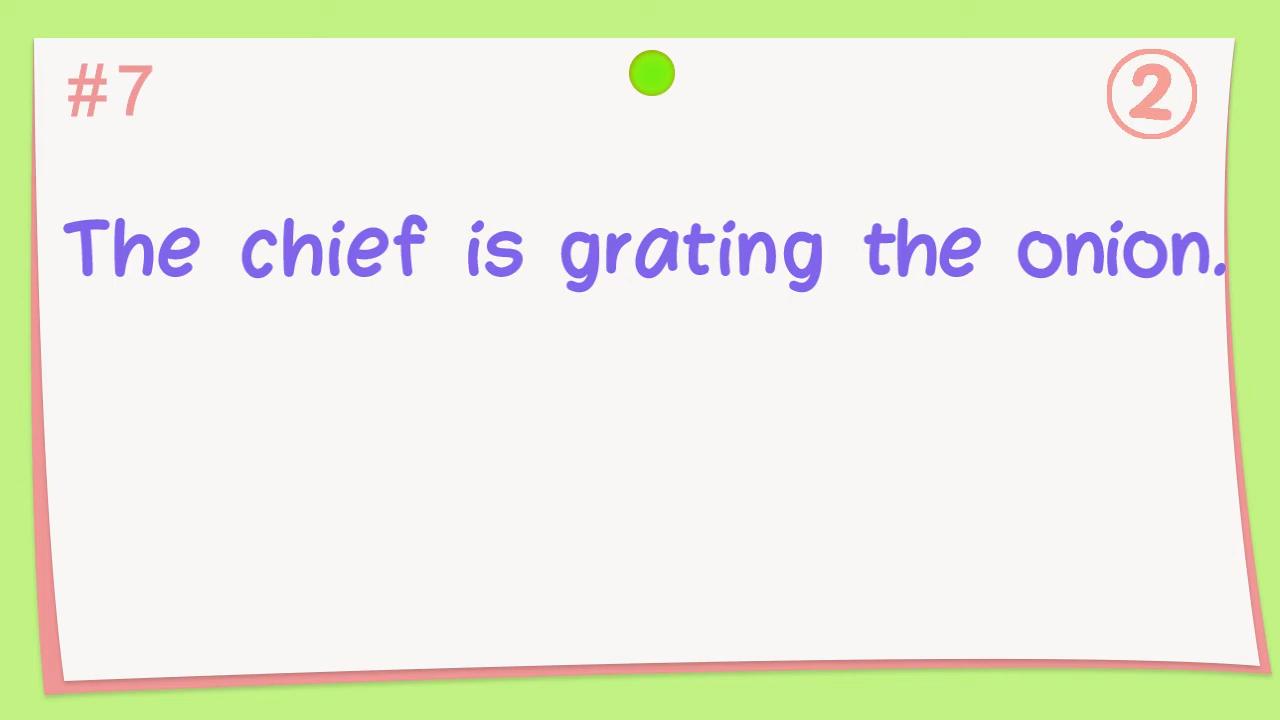 #7
②
The chief is grating the onion.